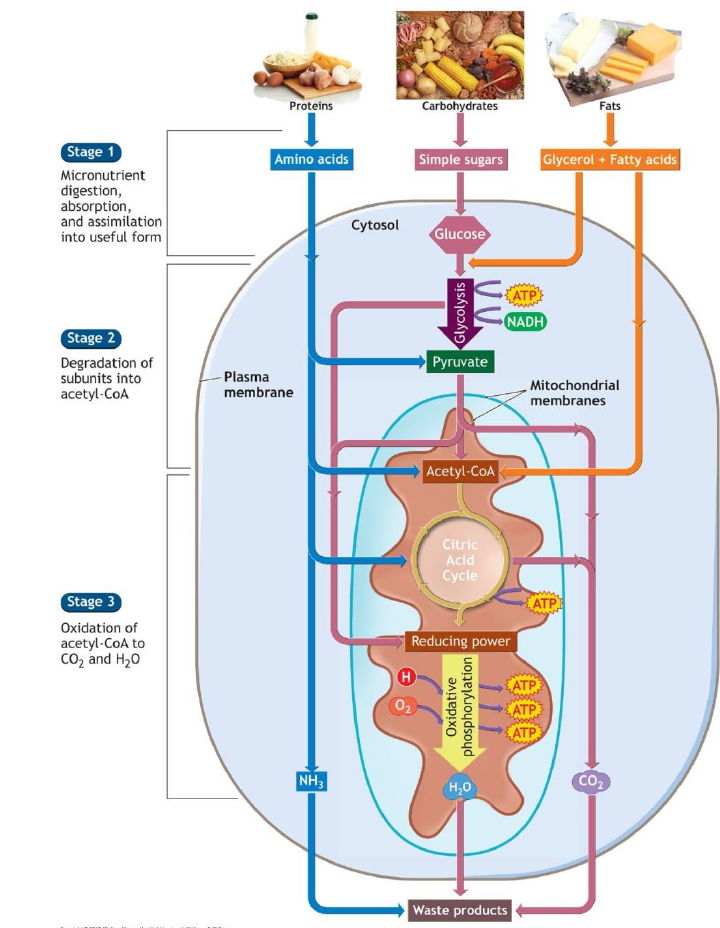 Proteins
Carbohydrates
Fats
Stage 1
Micronutrient
digestion,
absorption,
and assimilation
into useful form
Amino acids
Simple sugars
Glycerol + Fatty acids
Cytosol
Glucose
Glycolysis
ATP
NADH
Stage 2
Degradation of
subunits into
acetyl-CoA
Pyruvate
Plasma
membrane
Mitochondrial
membranes
Acetyl-CoA
Citric
Acid
Cycle
ATP
Stage 3
Oxidation of
acetyl-CoA to
CO₂ and H₂O
Reducing power
H
O₂
Oxidative
phosphorylation
ATP
ATP
ATP
NH₃
H₂O
CO₂
Waste products